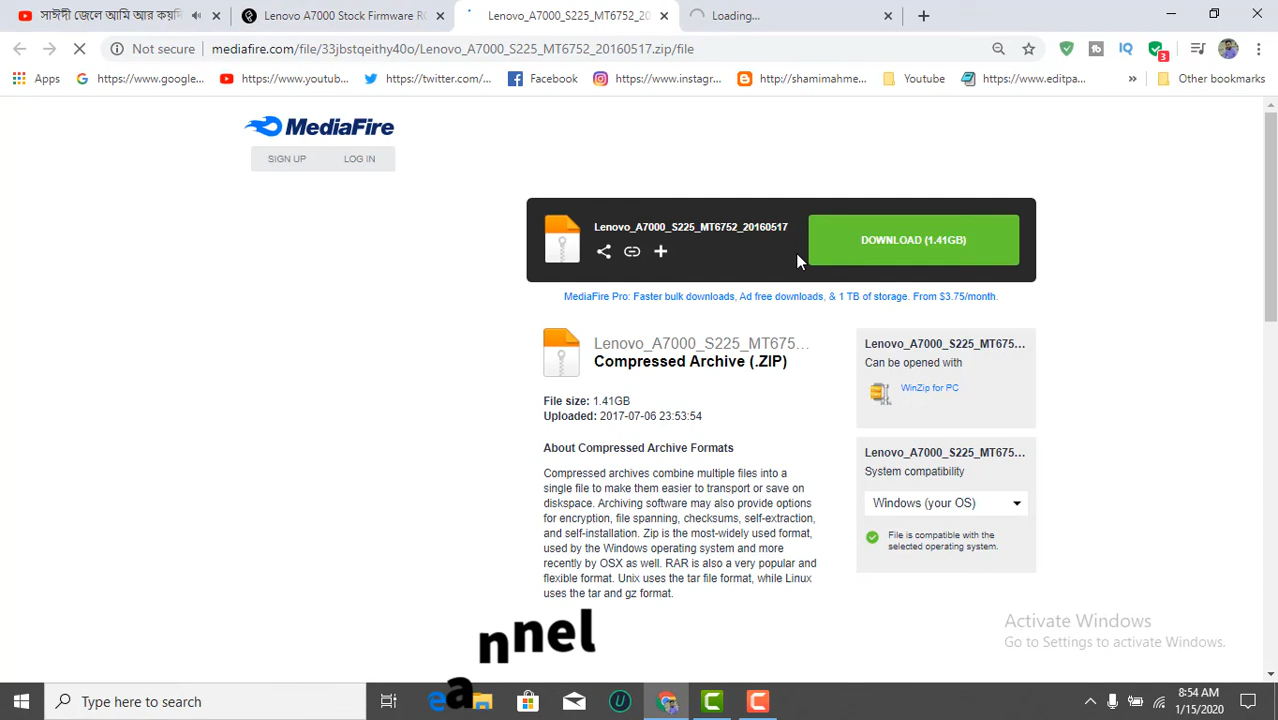 সাঈদী জেলে আমি আর কয়দি
Lenovo A7000 Stock Firmware RO
Lenovo_A7000_S225_MT6752_20
Loading...
Not secure
mediafire.com/file/33jbstqeithy40o/Lenovo_A7000_S225_MT6752_20160517.zip/file
3
Apps
https://www.google...
https://www.youtub...
https://twitter.com/...
Facebook
https://www.instagr...
http://shamimahme...
Youtube
https://www.editpa...
»
Other bookmarks
MediaFire
SIGN UP
LOG IN
Lenovo_A7000_S225_MT6752_20160517
DOWNLOAD (1.41GB)
MediaFire Pro: Faster bulk downloads, Ad free downloads, & 1 TB of storage. From $3.75/month.
Lenovo_A7000_S225_MT675...
Compressed Archive (.ZIP)
File size: 1.41GB
Uploaded: 2017-07-06 23:53:54
About Compressed Archive Formats
Compressed archives combine multiple files into a
single file to make them easier to transport or save on
diskspace. Archiving software may also provide options
for encryption, file spanning, checksums, self-extraction,
and self-installation. Zip is the most-widely used format,
used by the Windows operating system and more
recently by OSX as well. RAR is also a very popular and
flexible format. Unix uses the tar file format, while Linux
uses the tar and gz format.
Lenovo_A7000_S225_MT675...
Can be opened with
WinZip for PC
Lenovo_A7000_S225_MT675...
System compatibility
Windows (your OS)
File is compatible with the
selected operating system.
Activate Windows
Go to Settings to activate Windows.
nnel
a
Type here to search
8:54 AM
1/15/2020